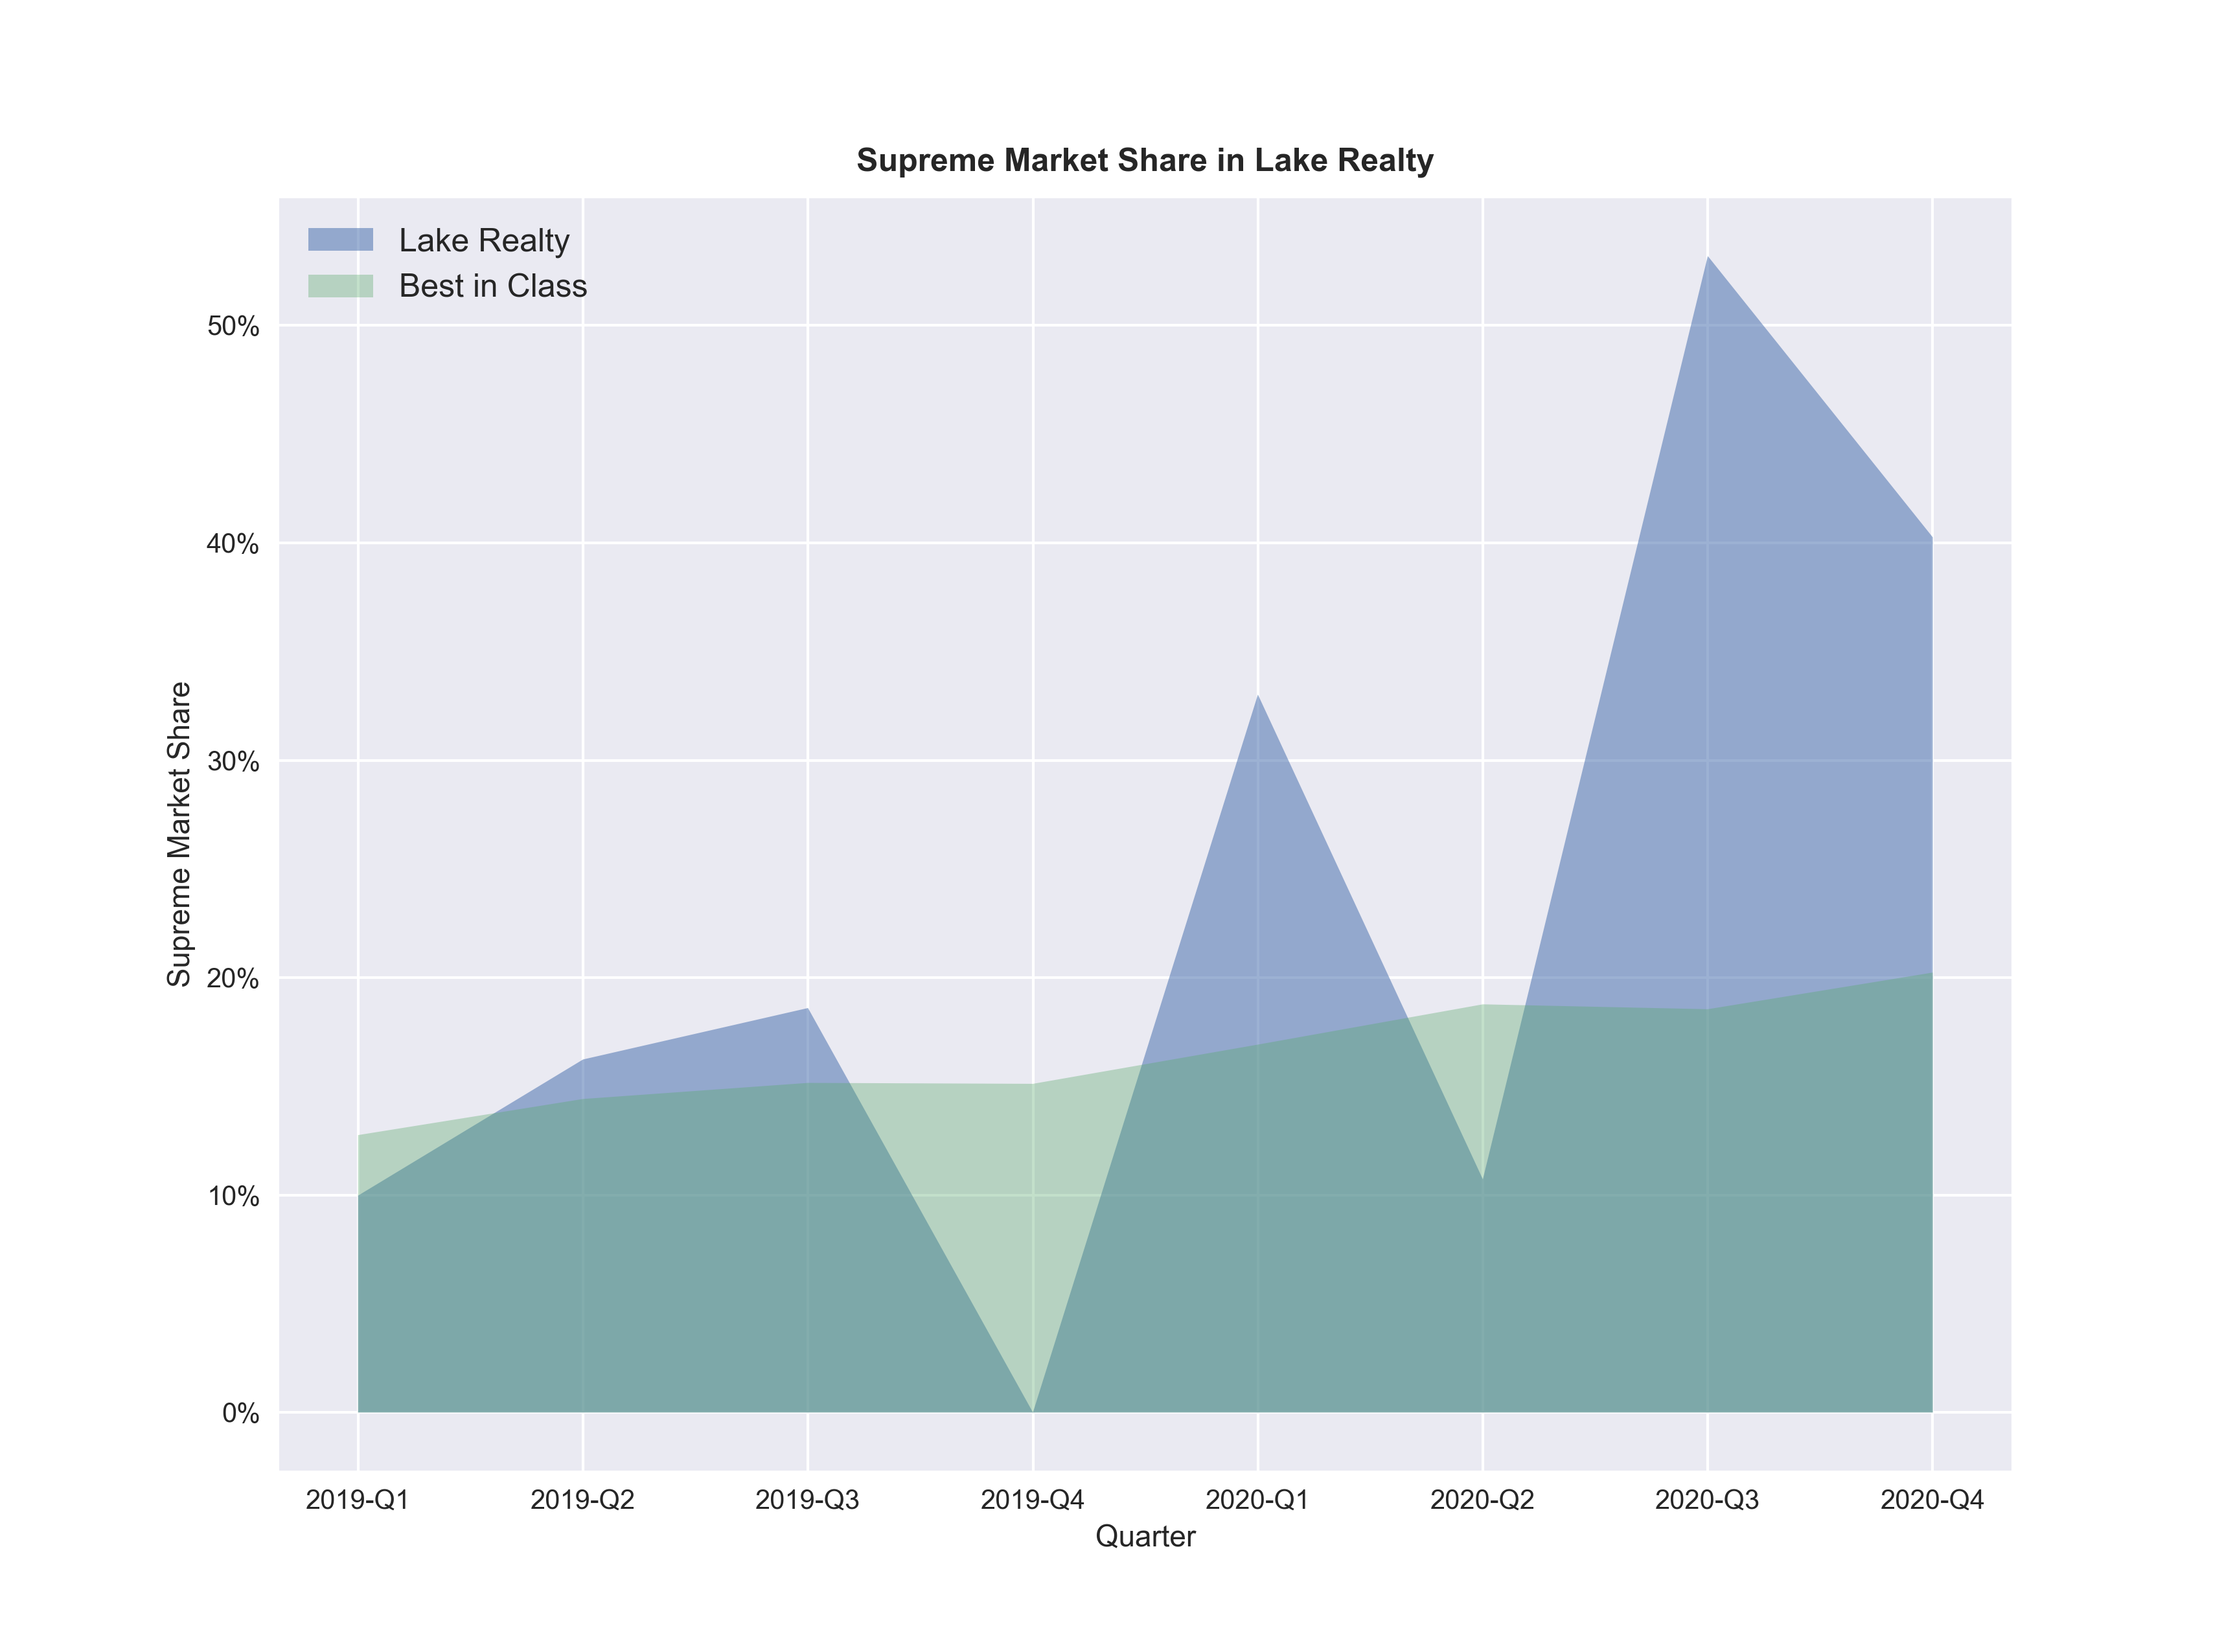 Supreme Market Share in Lake Realty
Lake Realty
Best in Class
50%
40%
30%
20%
10%
0%
Supreme Market Share
2019-Q1 2019-Q2 2019-Q3 2019-Q4 2020-Q1 2020-Q2 2020-Q3 2020-Q4
Quarter